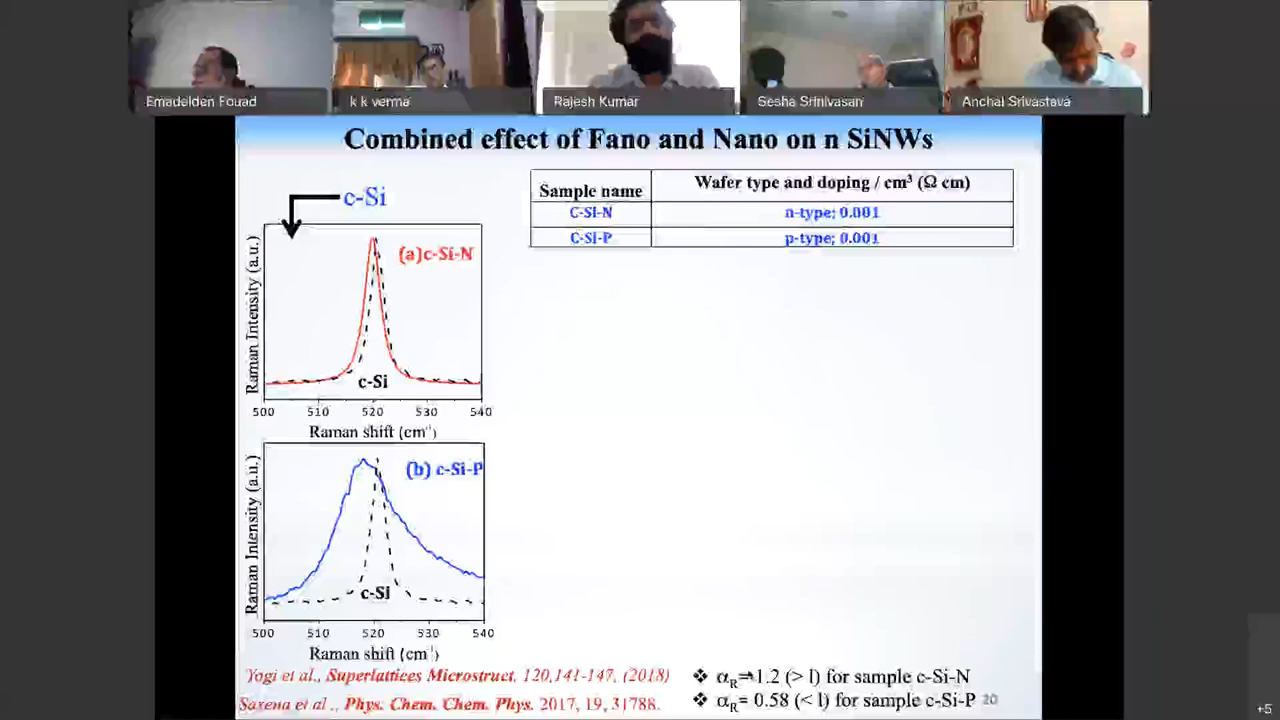 Emadelden Fouad
k k verma
Rajesh Kumar
Sesha Srinivasan
Anchal Srivastava
Combined effect of Fano and Nano on n SiNWs
c-Si
Sample name
Wafer type and doping / cm³ (Ω cm)
C-SI-N
n-type; 0.001
C-SI-P
p-type; 0.001
(a)c-Si-N
Raman Intensity (a.u.)
c-Si
500 510 520 530 540
Raman shift (cm⁻¹)
(b) c-Si-P
Raman Intensity (a.u.)
c-Si
500 510 520 530 540
Raman shift (cm⁻¹)
Yogi et al., Superlattices Microstruct, 120,141-147, (2018)
Saxena et al., Phys. Chem. Chem. Phys. 2017, 19, 31788.
❖ αR=1.2 (> 1) for sample c-Si-N
❖ αR= 0.58 (< 1) for sample c-Si-P
20
+5